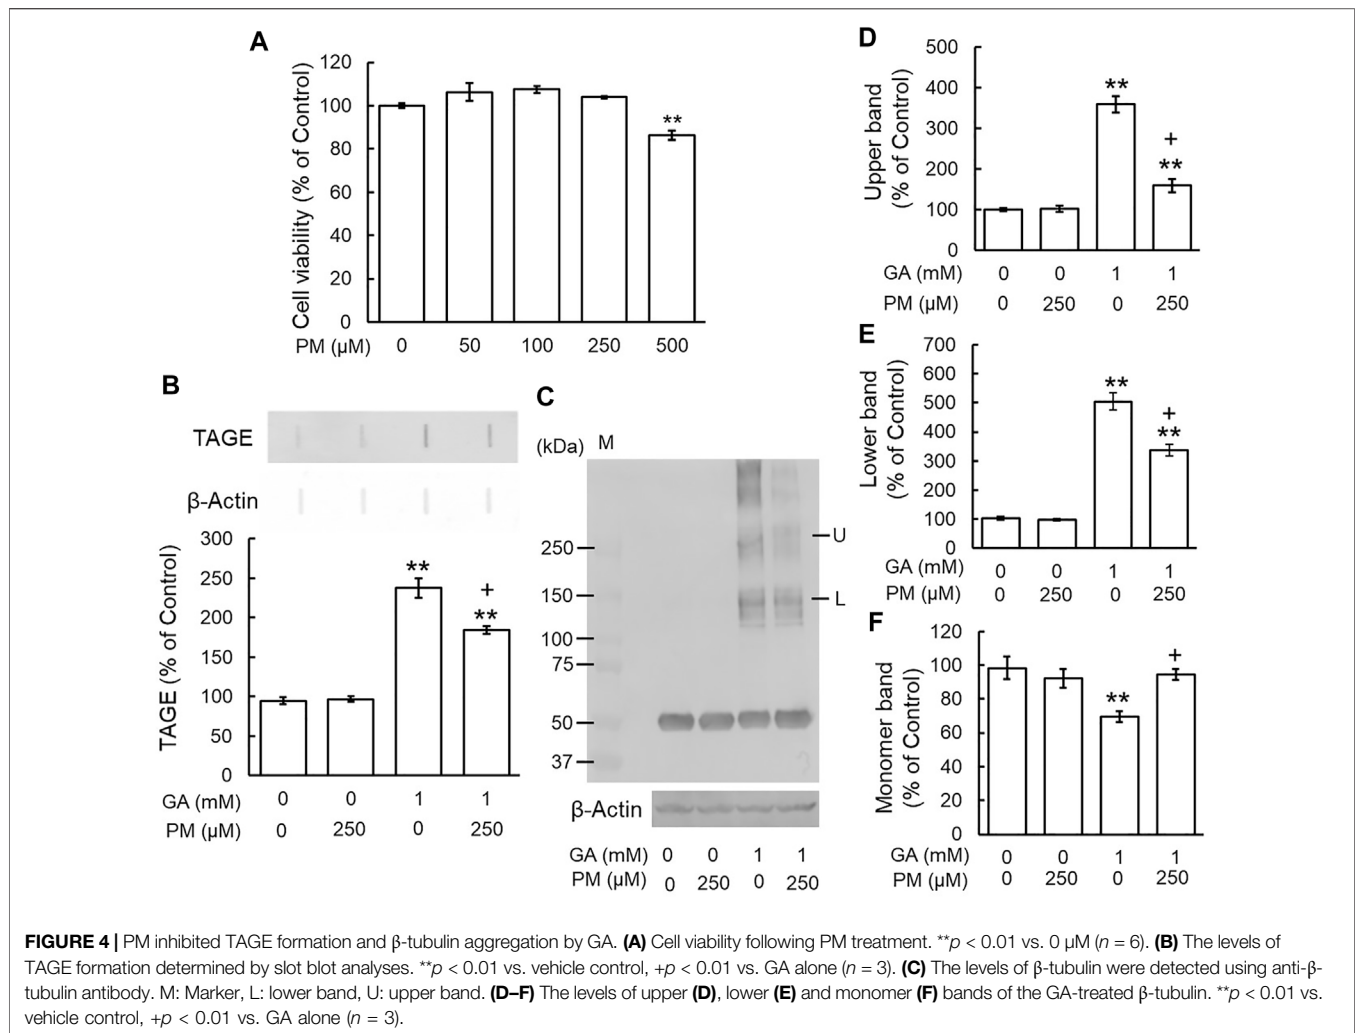 A
120
100
80
60
40
20
0
Cell viability (% of Control)
**
PM (µM) 0 50 100 250 500
B
TAGE
β-Actin
300
250
200
150
100
50
0
TAGE (% of Control)
**
+
**
GA (mM) 0 0 1 1
PM (µM) 0 250 0 250
C
(kDa) M
250
150
100
75
50
37
U
L
β-Actin
GA (mM) 0 0 1 1
PM (µM) 0 250 0 250
D
500
400
300
200
100
0
Upper band
(% of Control)
**
+
**
GA (mM) 0 0 1 1
PM (µM) 0 250 0 250
E
700
600
500
400
300
200
100
0
Lower band
(% of Control)
**
+
**
GA (mM) 0 0 1 1
PM (µM) 0 250 0 250
F
120
100
80
60
40
20
0
Monomer band
(% of Control)
**
+
GA (mM) 0 0 1 1
PM (µM) 0 250 0 250
FIGURE 4 | PM inhibited TAGE formation and β-tubulin aggregation by GA. (A) Cell viability following PM treatment. **p < 0.01 vs. 0 µM (n = 6). (B) The levels of
TAGE formation determined by slot blot analyses. **p < 0.01 vs. vehicle control, +p < 0.01 vs. GA alone (n = 3). (C) The levels of β-tubulin were detected using anti-β-
tubulin antibody. M: Marker, L: lower band, U: upper band. (D–F) The levels of upper (D), lower (E) and monomer (F) bands of the GA-treated β-tubulin. **p < 0.01 vs.
vehicle control, +p < 0.01 vs. GA alone (n = 3).